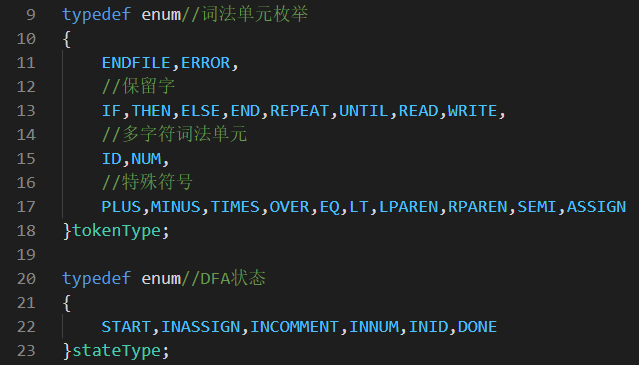 9 typedef enum//词法单元枚举
10 {
11 ENDFILE,ERROR,
12 //保留字
13 IF,THEN,ELSE,END,REPEAT,UNTIL,READ,WRITE,
14 //多字符词法单元
15 ID,NUM,
16 //特殊符号
17 PLUS,MINUS,TIMES,OVER,EQ,LT,LPAREN,RPAREN,SEMI,ASSIGN
18 }tokenType;
19
20 typedef enum//DFA状态
21 {
22 START,INASSIGN,INCOMMENT,INNUM,INID,DONE
23 }stateType;